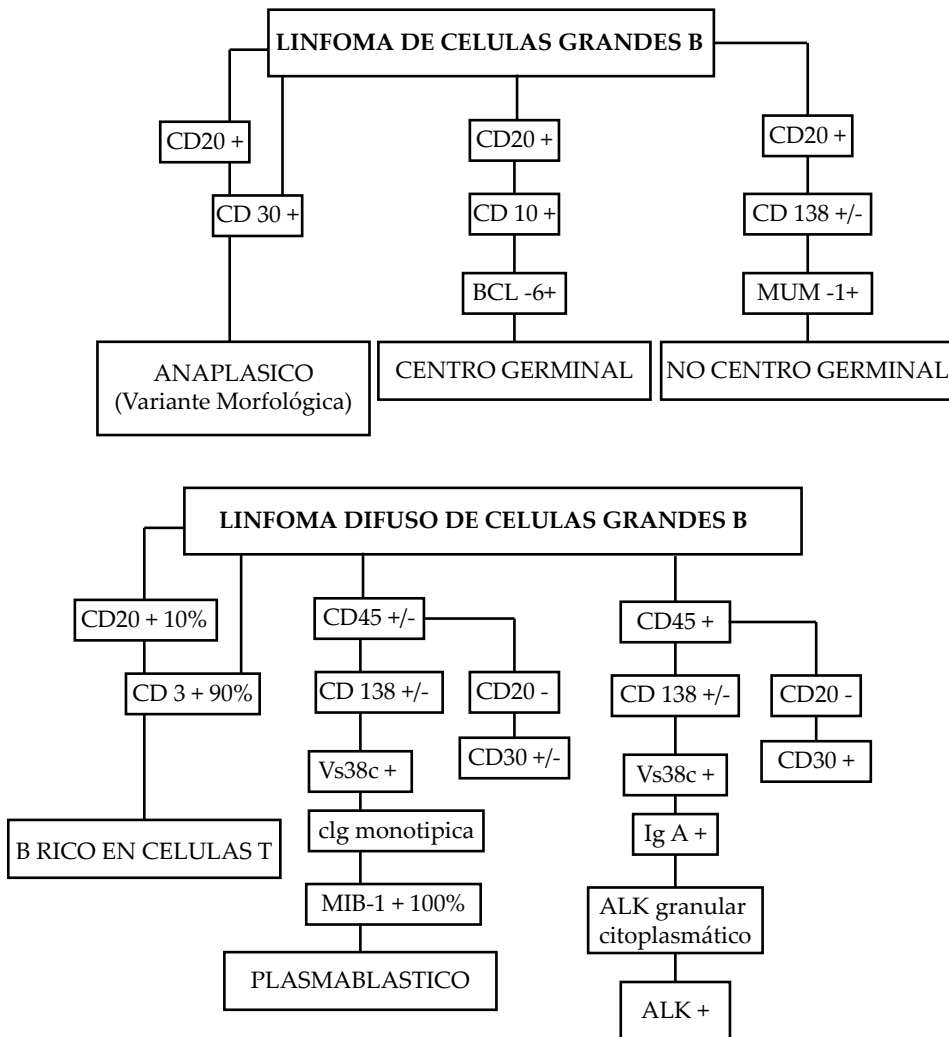 LINFOMA DE CELULAS GRANDES B
CD20 +
CD 30 +
ANAPLASICO
(Variante Morfológica)
CD20 +
CD 10 +
BCL -6+
CENTRO GERMINAL
CD20 +
CD 138 +/-
MUM -1+
NO CENTRO GERMINAL
LINFOMA DIFUSO DE CELULAS GRANDES B
CD20 + 10%
CD 3 + 90%
B RICO EN CELULAS T
CD45 +/-
CD 138 +/-
Vs38c +
cIg monotipica
MIB-1 + 100%
PLASMABLASTICO
CD20 -
CD30 +/-
CD45 +
CD 138 +/-
Vs38c +
Ig A +
ALK granular
citoplasmático
ALK +
CD20 -
CD30 +